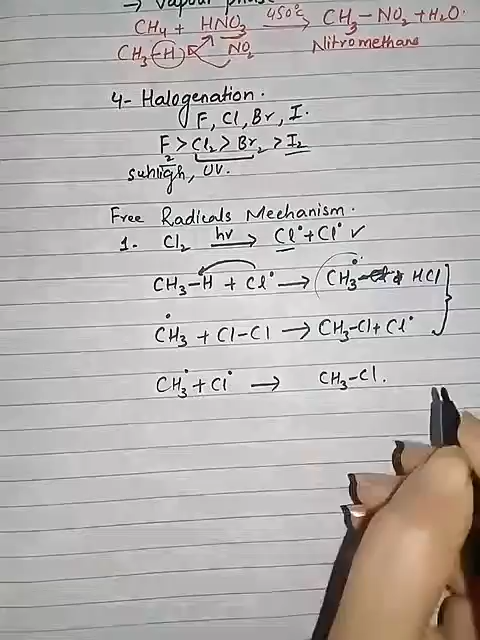 → Vapour phase
CH₄ + HNO₃ 450°C → CH₃-NO₂ + H₂O.
CH₃-H NO₂ Nitromethane
4- Halogenation.
F, Cl, Br, I.
F₂ > Cl₂ > Br₂ > I₂
sunligh, UV.
Free Radicals Mechanism.
1. Cl₂ hv → Cl• + Cl• ✓
CH₃-H + Cl• → CH₃• + HCl
•CH₃ + Cl-Cl → CH₃-Cl + Cl•
CH₃• + Cl• → CH₃-Cl.